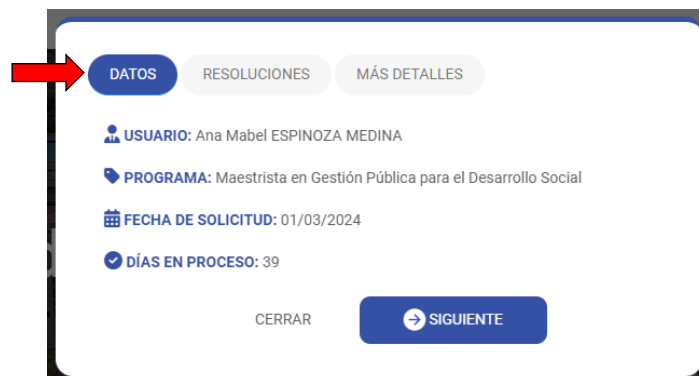 DATOS RESOLUCIONES MÁS DETALLES
USUARIO: Ana Mabel ESPINOZA MEDINA
PROGRAMA: Maestrista en Gestión Pública para el Desarrollo Social
FECHA DE SOLICITUD: 01/03/2024
DÍAS EN PROCESO: 39
CERRAR SIGUIENTE